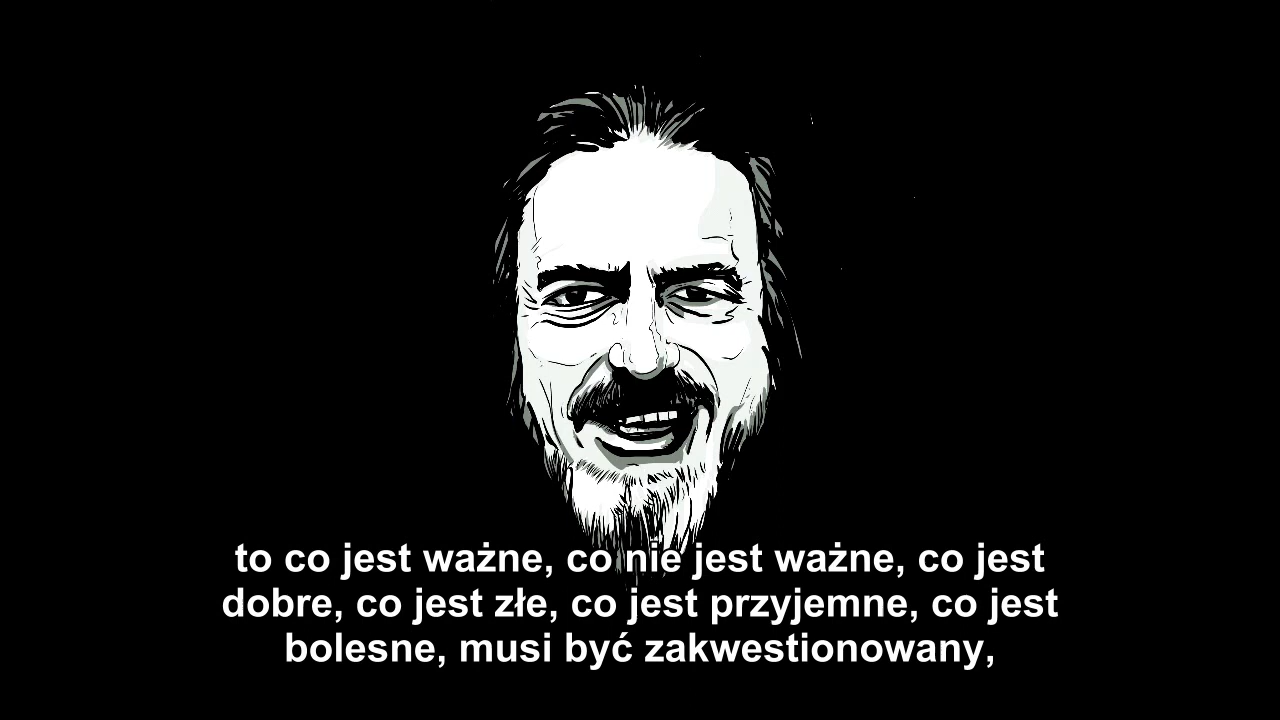 to co jest ważne, co nie jest ważne, co jest
dobre, co jest złe, co jest przyjemne, co jest
bolesne, musi być zakwestionowany,